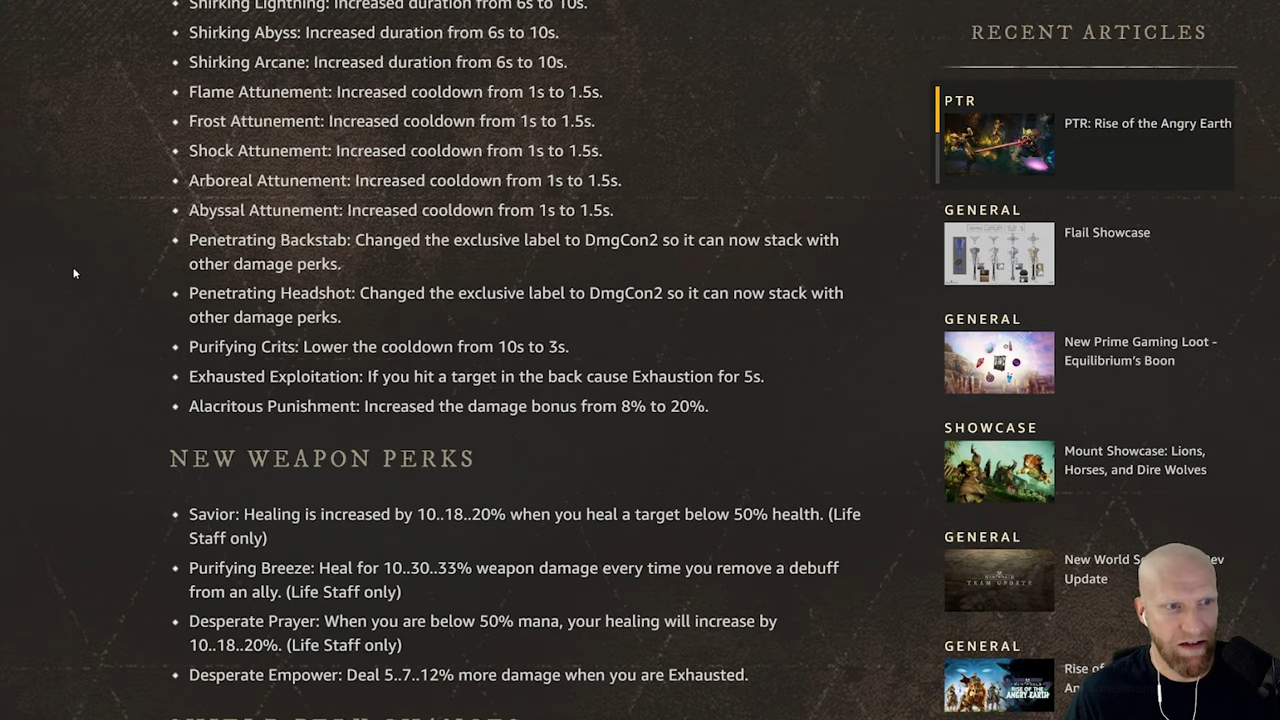 Shirking Lightning: Increased duration from 6s to 10s.
Shirking Abyss: Increased duration from 6s to 10s.
Shirking Arcane: Increased duration from 6s to 10s.
Flame Attunement: Increased cooldown from 1s to 1.5s.
Frost Attunement: Increased cooldown from 1s to 1.5s.
Shock Attunement: Increased cooldown from 1s to 1.5s.
Arboreal Attunement: Increased cooldown from 1s to 1.5s.
Abyssal Attunement: Increased cooldown from 1s to 1.5s.
Penetrating Backstab: Changed the exclusive label to DmgCon2 so it can now stack with
other damage perks.
Penetrating Headshot: Changed the exclusive label to DmgCon2 so it can now stack with
other damage perks.
Purifying Crits: Lower the cooldown from 10s to 3s.
Exhausted Exploitation: If you hit a target in the back cause Exhaustion for 5s.
Alacritous Punishment: Increased the damage bonus from 8% to 20%.
NEW WEAPON PERKS
Savior: Healing is increased by 10..18..20% when you heal a target below 50% health. (Life
Staff only)
Purifying Breeze: Heal for 10..30..33% weapon damage every time you remove a debuff
from an ally. (Life Staff only)
Desperate Prayer: When you are below 50% mana, your healing will increase by
10..18..20%. (Life Staff only)
Desperate Empower: Deal 5..7..12% more damage when you are Exhausted.
RECENT ARTICLES
PTR
PTR: Rise of the Angry Earth
GENERAL
Flail Showcase
GENERAL
New Prime Gaming Loot -
Equilibrium's Boon
SHOWCASE
Mount Showcase: Lions,
Horses, and Dire Wolves
GENERAL
New World
Update
TEAM UPDATE
GENERAL
Rise of
RISE OF THE
ANGRY EARTH